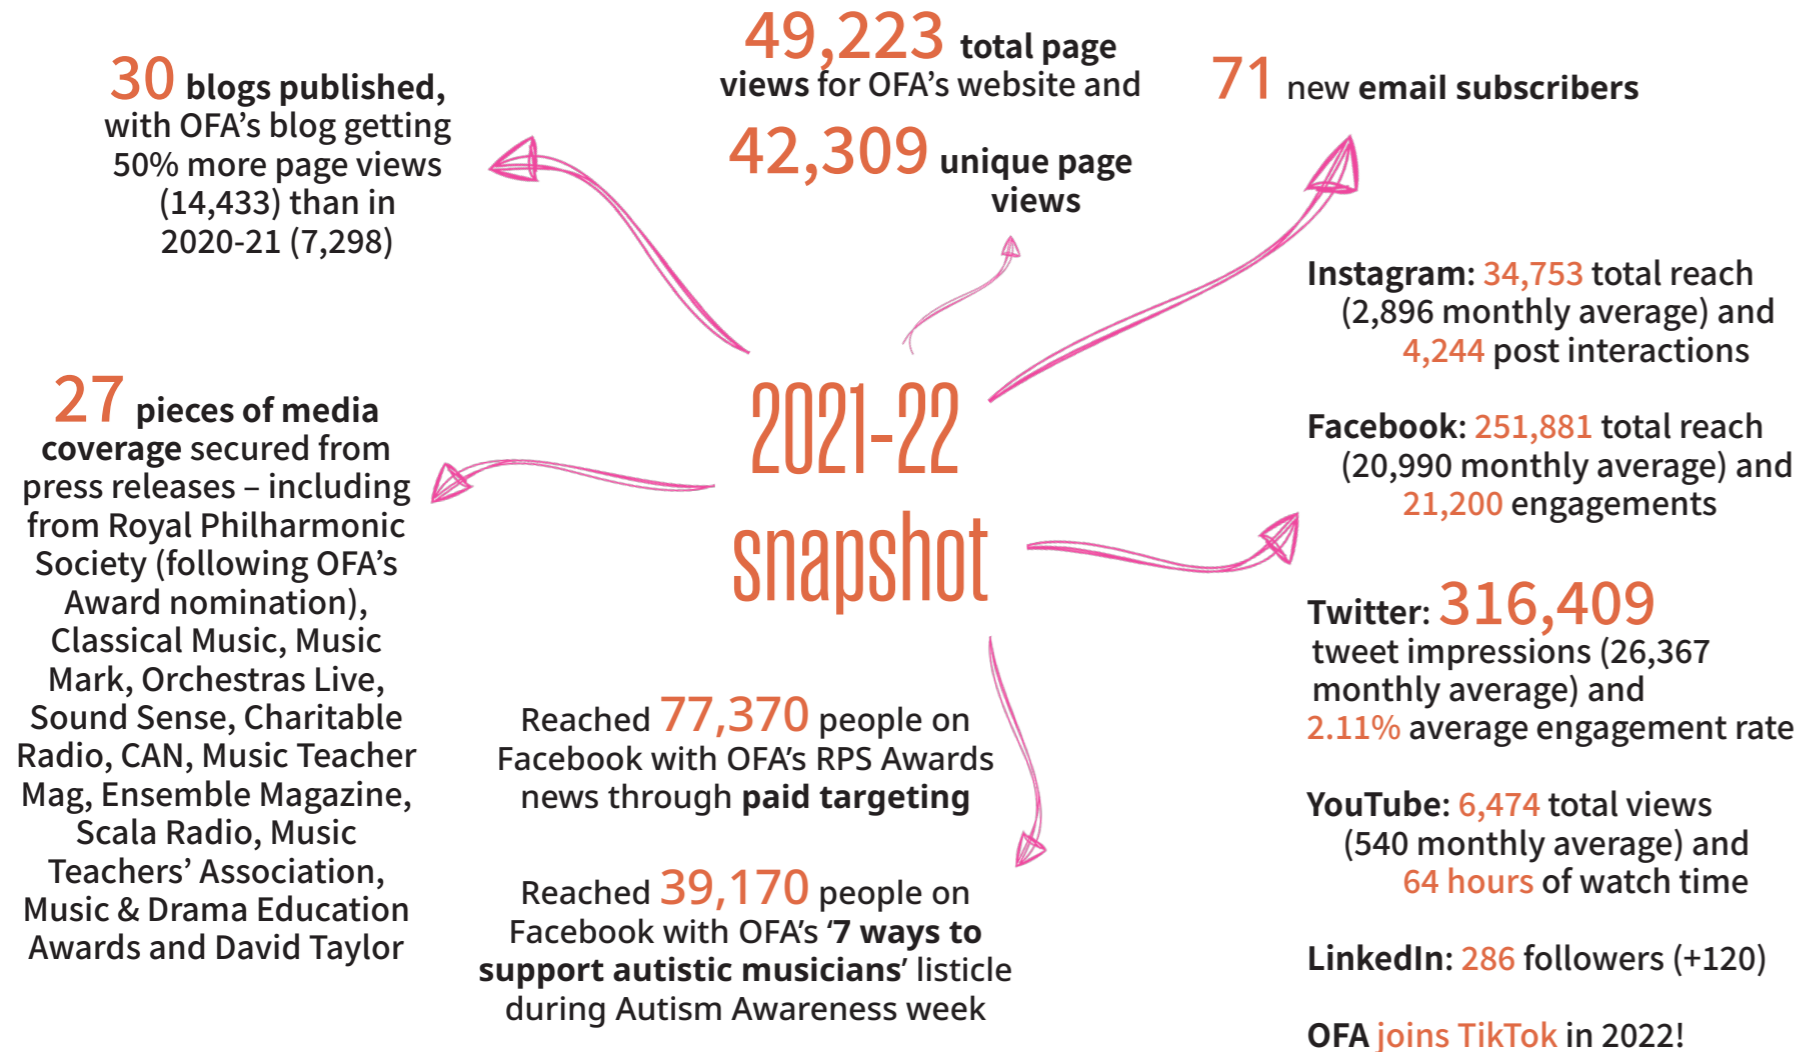 30 blogs published,
with OFA’s blog getting
50% more page views
(14,433) than in
2020-21 (7,298)
49,223 total page
views for OFA’s website and
42,309 unique page
views
71 new email subscribers
27 pieces of media
coverage secured from
press releases – including
from Royal Philharmonic
Society (following OFA’s
Award nomination),
Classical Music, Music
Mark, Orchestras Live,
Sound Sense, Charitable
Radio, CAN, Music Teacher
Mag, Ensemble Magazine,
Scala Radio, Music
Teachers’ Association,
Music & Drama Education
Awards and David Taylor
2021-22
snapshot
Reached 77,370 people on
Facebook with OFA’s RPS Awards
news through paid targeting
Reached 39,170 people on
Facebook with OFA’s ‘7 ways to
support autistic musicians’ listicle
during Autism Awareness week
Instagram: 34,753 total reach
(2,896 monthly average) and
4,244 post interactions
Facebook: 251,881 total reach
(20,990 monthly average) and
21,200 engagements
Twitter: 316,409
tweet impressions (26,367
monthly average) and
2.11% average engagement rate
YouTube: 6,474 total views
(540 monthly average) and
64 hours of watch time
LinkedIn: 286 followers (+120)
OFA joins TikTok in 2022!